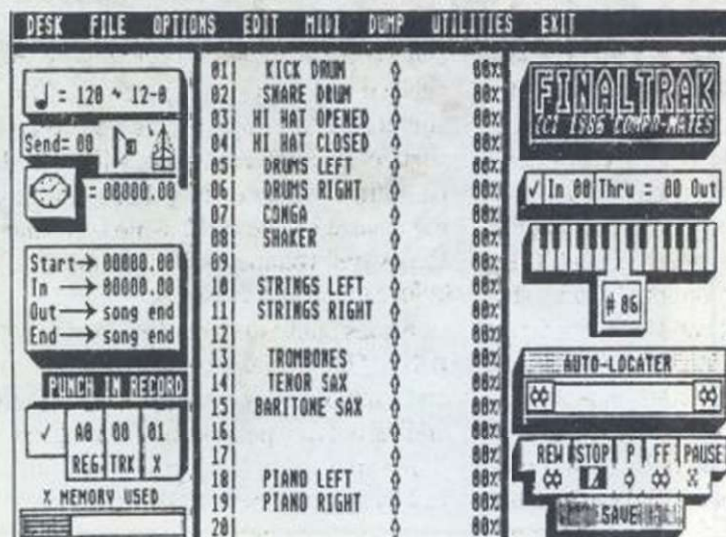 DESK FILE OPTIONS EDIT MIDI DUMP UTILITIES EXIT
♩ = 120 ~ 12-0
Send= 00
= 00000.00
Start→ 00000.00
In → 00000.00
Out→ song end
End→ song end
PUNCH IN RECORD
✓ A0 00 01
REG. TRK X
% MEMORY USED
01| KICK DRUM 00%
02| SNARE DRUM 00%
03| HI HAT OPENED 00%
04| HI HAT CLOSED 00%
05| DRUMS LEFT 00%
06| DRUMS RIGHT 00%
07| CONGA 00%
08| SHAKER 00%
09| 00%
10| STRINGS LEFT 00%
11| STRINGS RIGHT 00%
12| 00%
13| TROMBONES 00%
14| TENOR SAX 00%
15| BARITONE SAX 00%
16| 00%
17| 00%
18| PIANO LEFT 00%
19| PIANO RIGHT 00%
20| 00%
FINALTRAK
(C) 1986 COMPU-MATES
✓ In 00 Thru = 00 Out
# 06
AUTO-LOCATER
REW STOP P FF PAUSE
SAVE